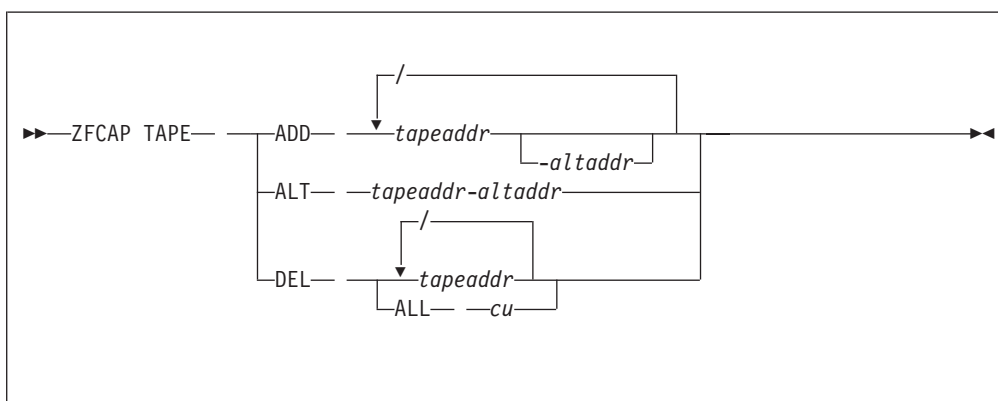 /
ZFCAP TAPE ADD tapeaddr
-altaddr
ALT tapeaddr-altaddr
/
DEL tapeaddr
ALL cu